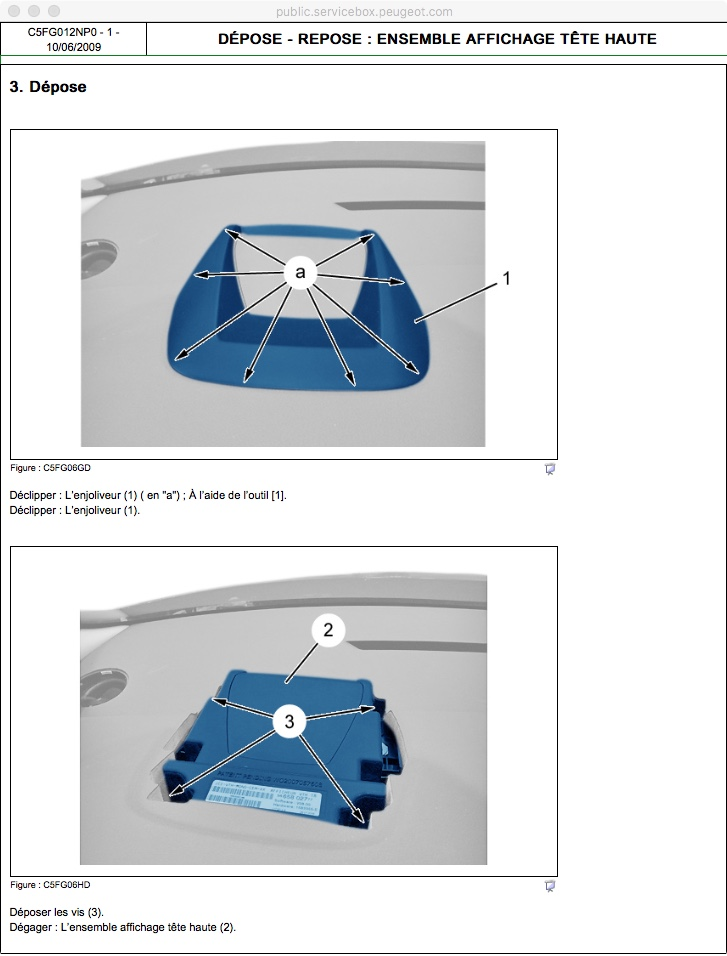 public.servicebox.peugeot.com
C5FG012NP0 - 1 -
10/06/2009
DÉPOSE - REPOSE : ENSEMBLE AFFICHAGE TÊTE HAUTE
3. Dépose
a
1
Figure : C5FG06GD
Déclipper : L'enjoliveur (1) ( en "a") ; À l'aide de l'outil [1].
Déclipper : L'enjoliveur (1).
2
3
Figure : C5FG06HD
Déposer les vis (3).
Dégager : L'ensemble affichage tête haute (2).